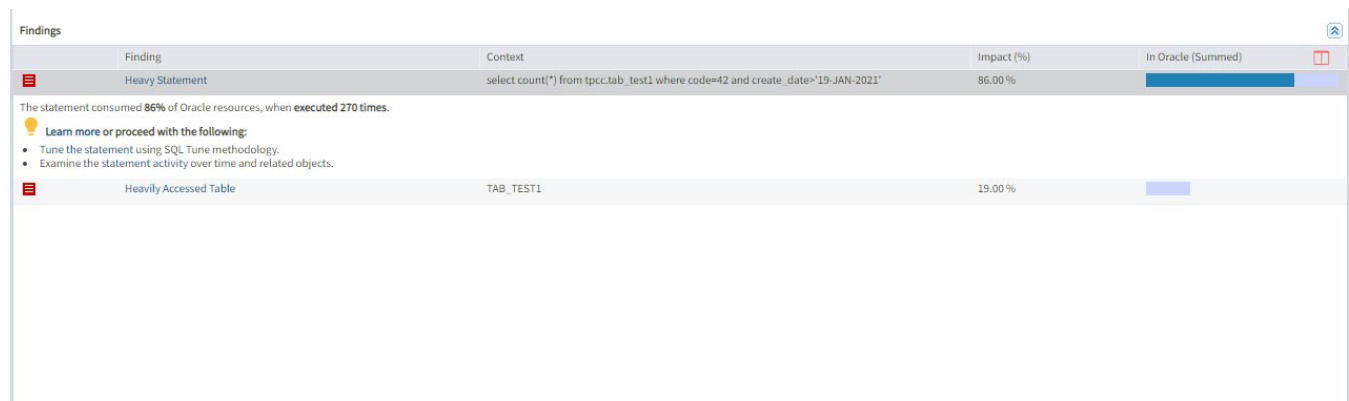 Findings
Finding Context Impact (%) In Oracle (Summed)
Heavy Statement select count(*) from tpcc.tab_test1 where code=42 and create_date>'19-JAN-2021' 86.00 %
The statement consumed 86% of Oracle resources, when executed 270 times.
Learn more or proceed with the following:
• Tune the statement using SQL Tune methodology.
• Examine the statement activity over time and related objects.
Heavily Accessed Table TAB_TEST1 19.00 %